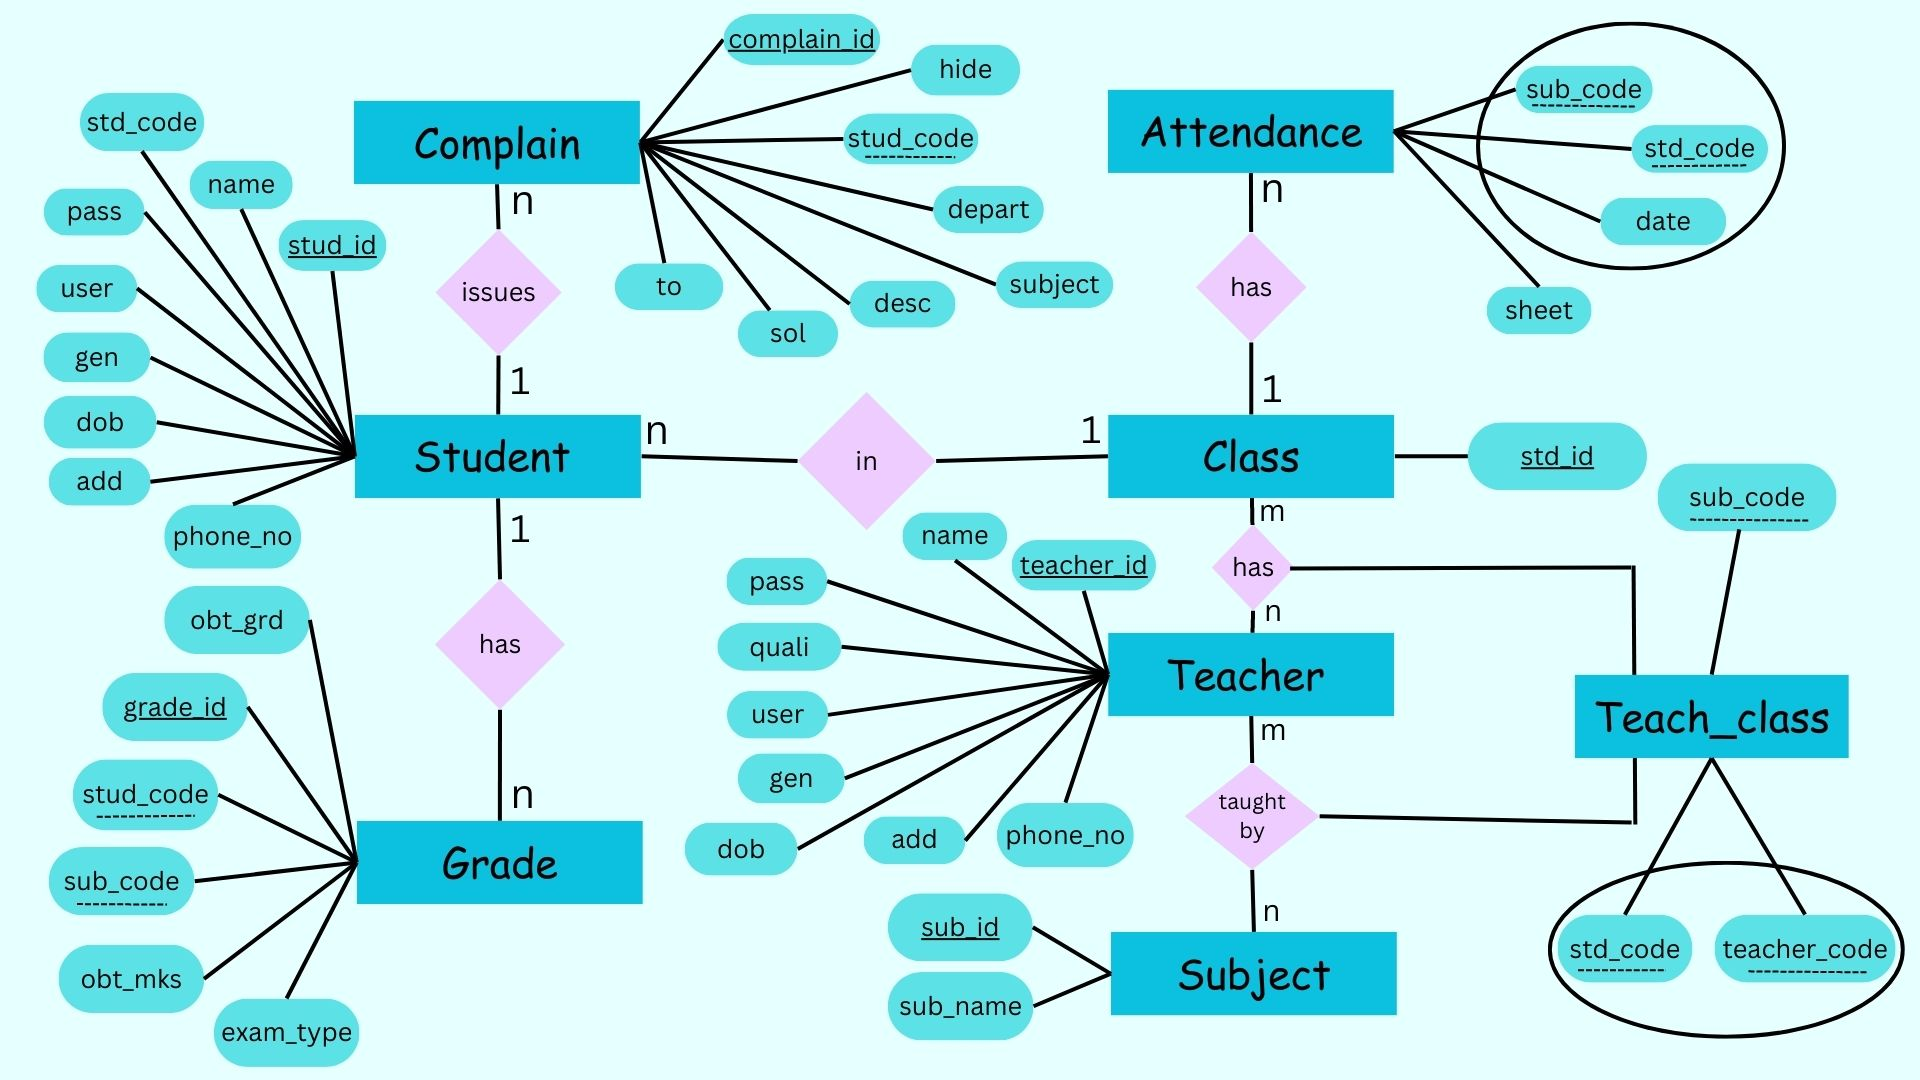 complain_id
hide
stud_code
depart
subject
desc
sol
to
Complain
n
issues
1
std_code
name
pass
stud_id
user
gen
dob
add
phone_no
Student
n
in
1
Attendance
sub_code
std_code
date
sheet
n
has
1
Class
std_id
m
has
n
sub_code
Teach_class
std_code
teacher_code
name
teacher_id
pass
quali
user
gen
dob
add
phone_no
Teacher
m
taught
by
n
sub_id
sub_name
Subject
1
has
n
obt_grd
grade_id
stud_code
sub_code
obt_mks
exam_type
Grade